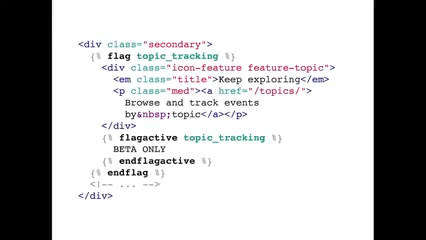 <div class="secondary">
{% flag topic_tracking %}
<div class="icon-feature feature-topic">
<em class="title">Keep exploring</em>
<p class="med"><a href="/topics/">
Browse and track events
by&nbsp;topic</a></p>
</div>
{% flagactive topic_tracking %}
BETA ONLY
{% endflagactive %}
{% endflag %}
<!-- ... -->
</div>